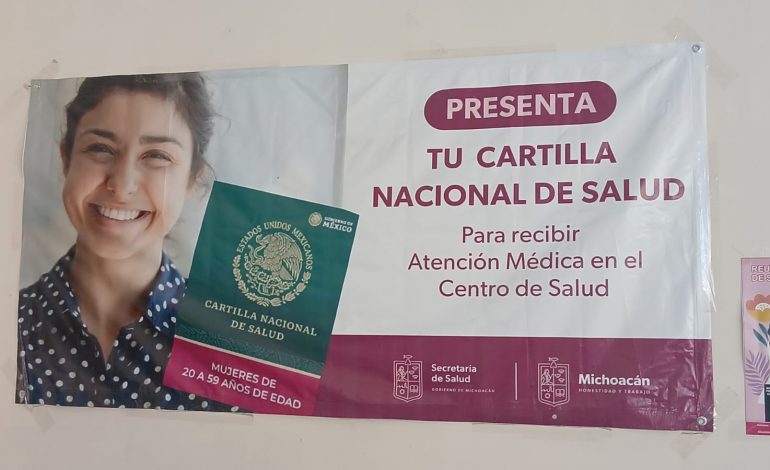 PRESENTA
TU CARTILLA
NACIONAL DE SALUD
Para recibir
Atención Médica en el
Centro de Salud
GOBIERNO DE
MÉXICO
ESTADOS UNIDOS MEXICANOS
CARTILLA NACIONAL
DE SALUD
MUJERES DE
20 A 59 AÑOS DE EDAD
Secretaría
de Salud
GOBIERNO DE MICHOACÁN
Michoacán
HONESTIDAD Y TRABAJO